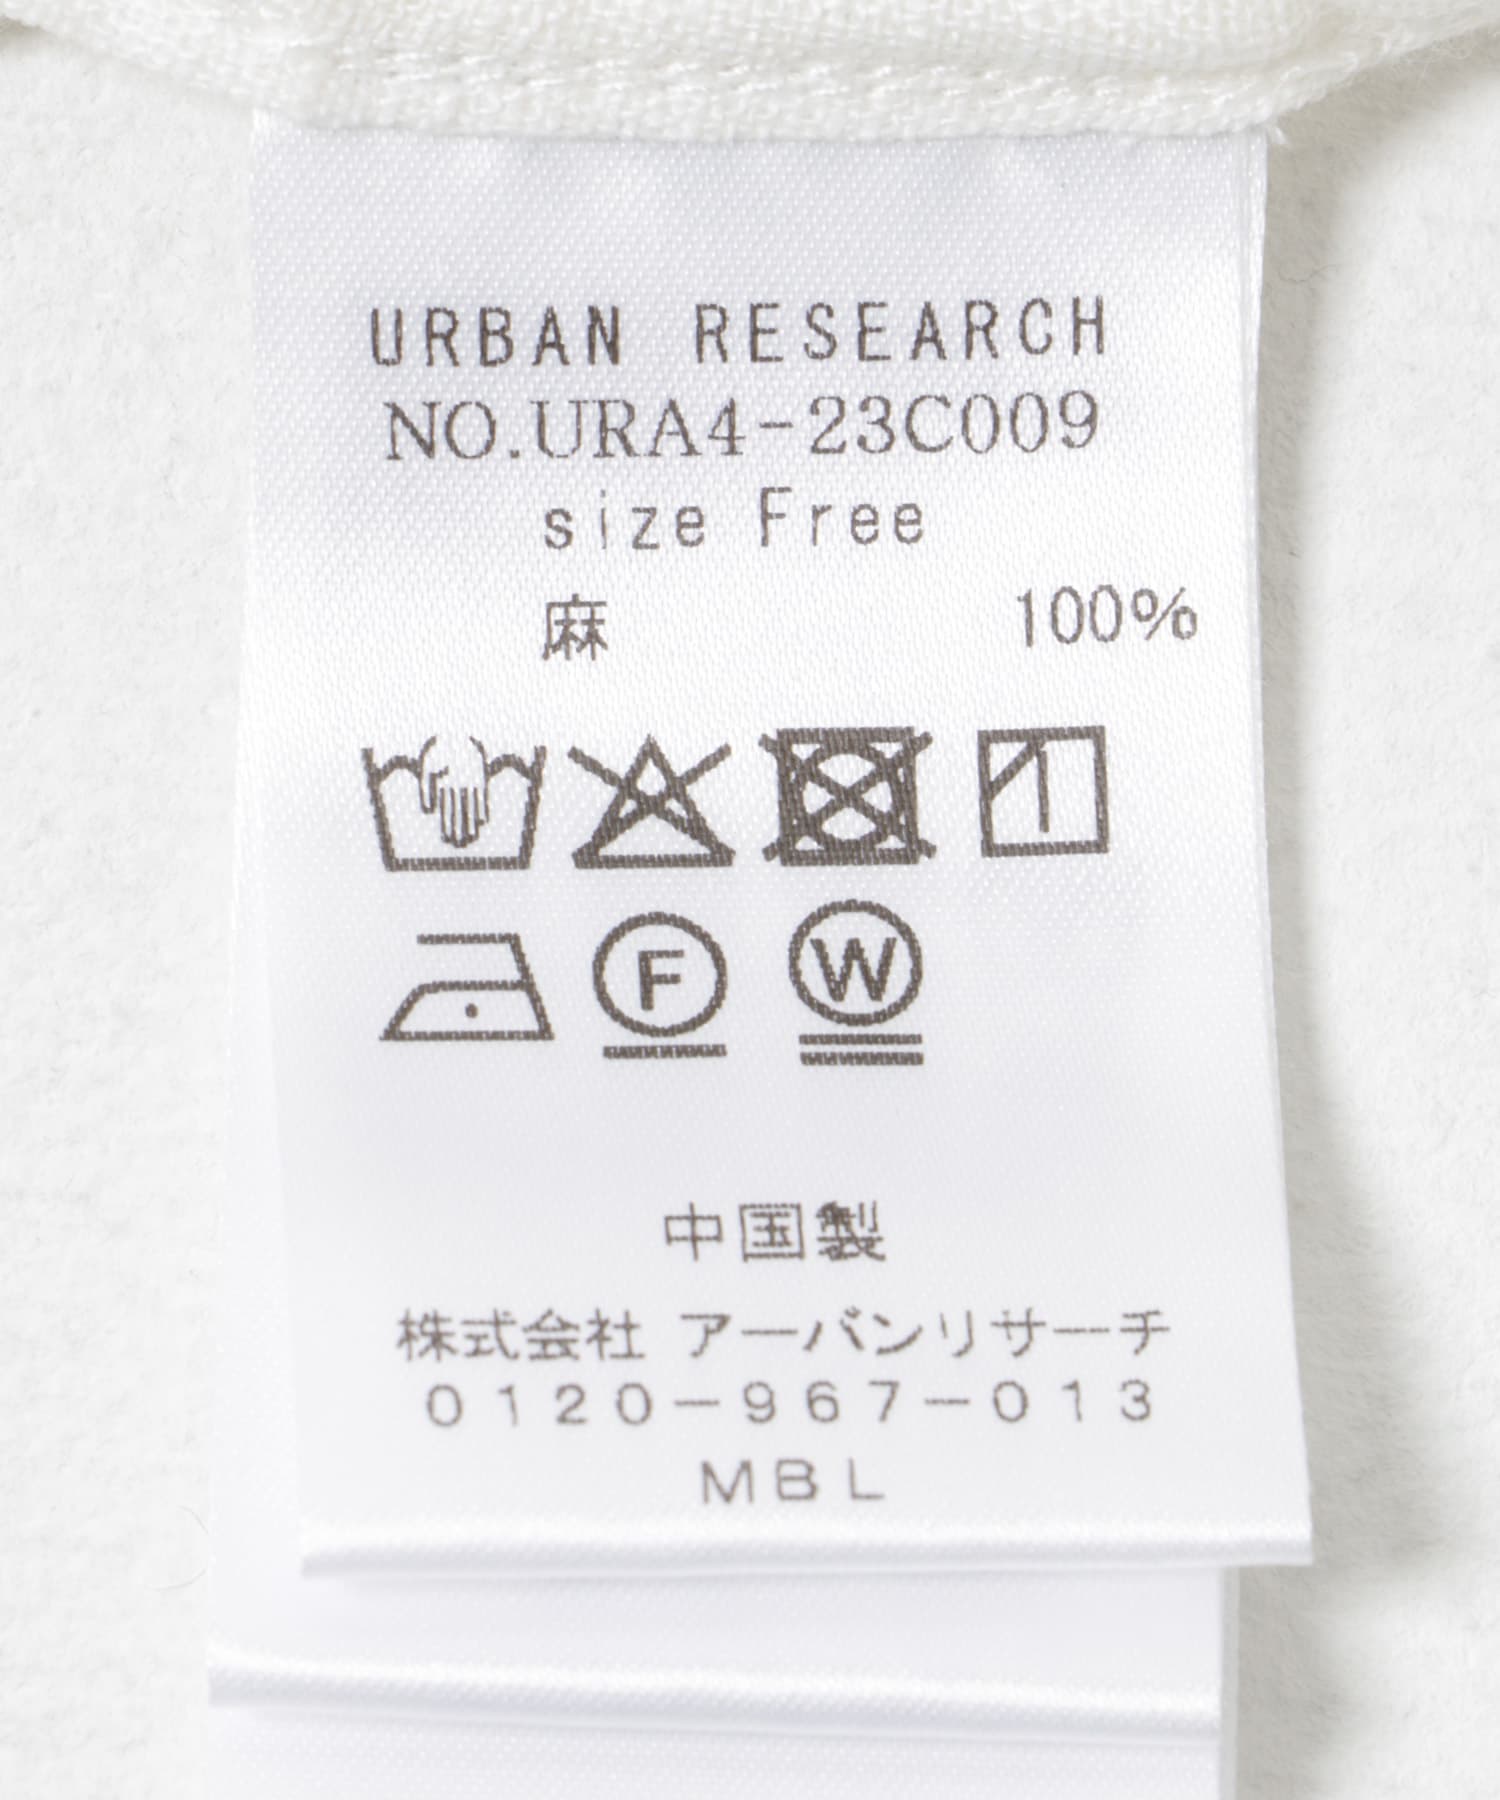 URBAN RESEARCH
NO.URA4-23C009
size Free
麻 100%
F W
中国製
株式会社 アーバンリサーチ
0120-967-013
MBL